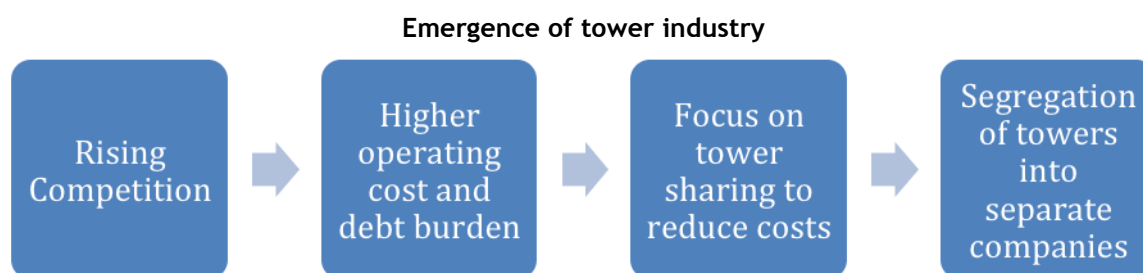 Emergence of tower industry
Rising
Competition
Higher
operating
cost and
debt burden
Focus on
tower
sharing to
reduce costs
Segregation
of towers
into
separate
companies